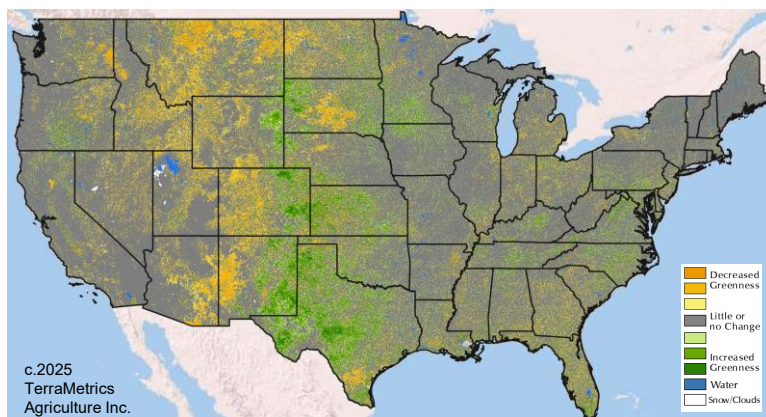 Decreased
Greenness
Little or
no Change
Increased
Greenness
Water
Snow/Clouds
c.2025
TerraMetrics
Agriculture Inc.